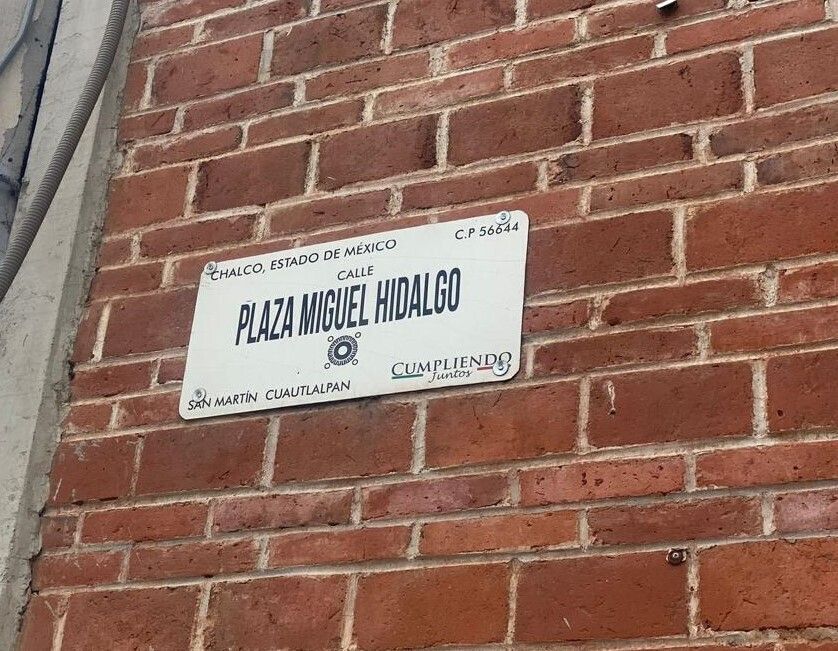 CHALCO, ESTADO DE MÉXICO
C.P 56644
CALLE
PLAZA MIGUEL HIDALGO
CUMPLIENDO
Juntos
SAN MARTÍN CUAUTLALPAN